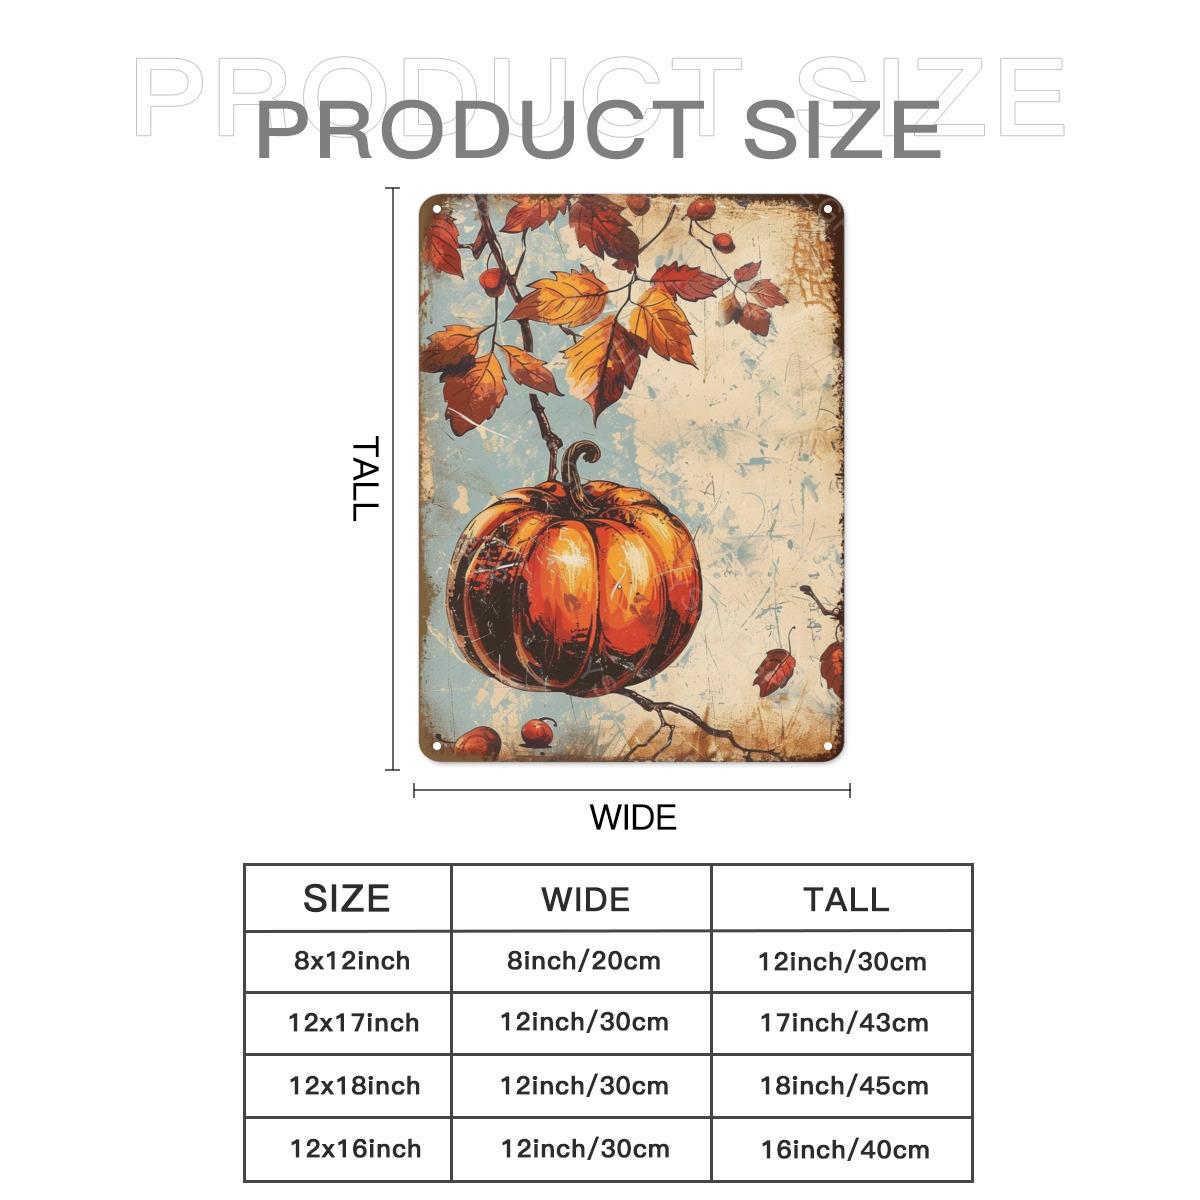 PRODUCT SIZE
PRODUCT SIZE
TALL
WIDE
SIZE WIDE TALL
8x12inch 8inch/20cm 12inch/30cm
12x17inch 12inch/30cm 17inch/43cm
12x18inch 12inch/30cm 18inch/45cm
12x16inch 12inch/30cm 16inch/40cm